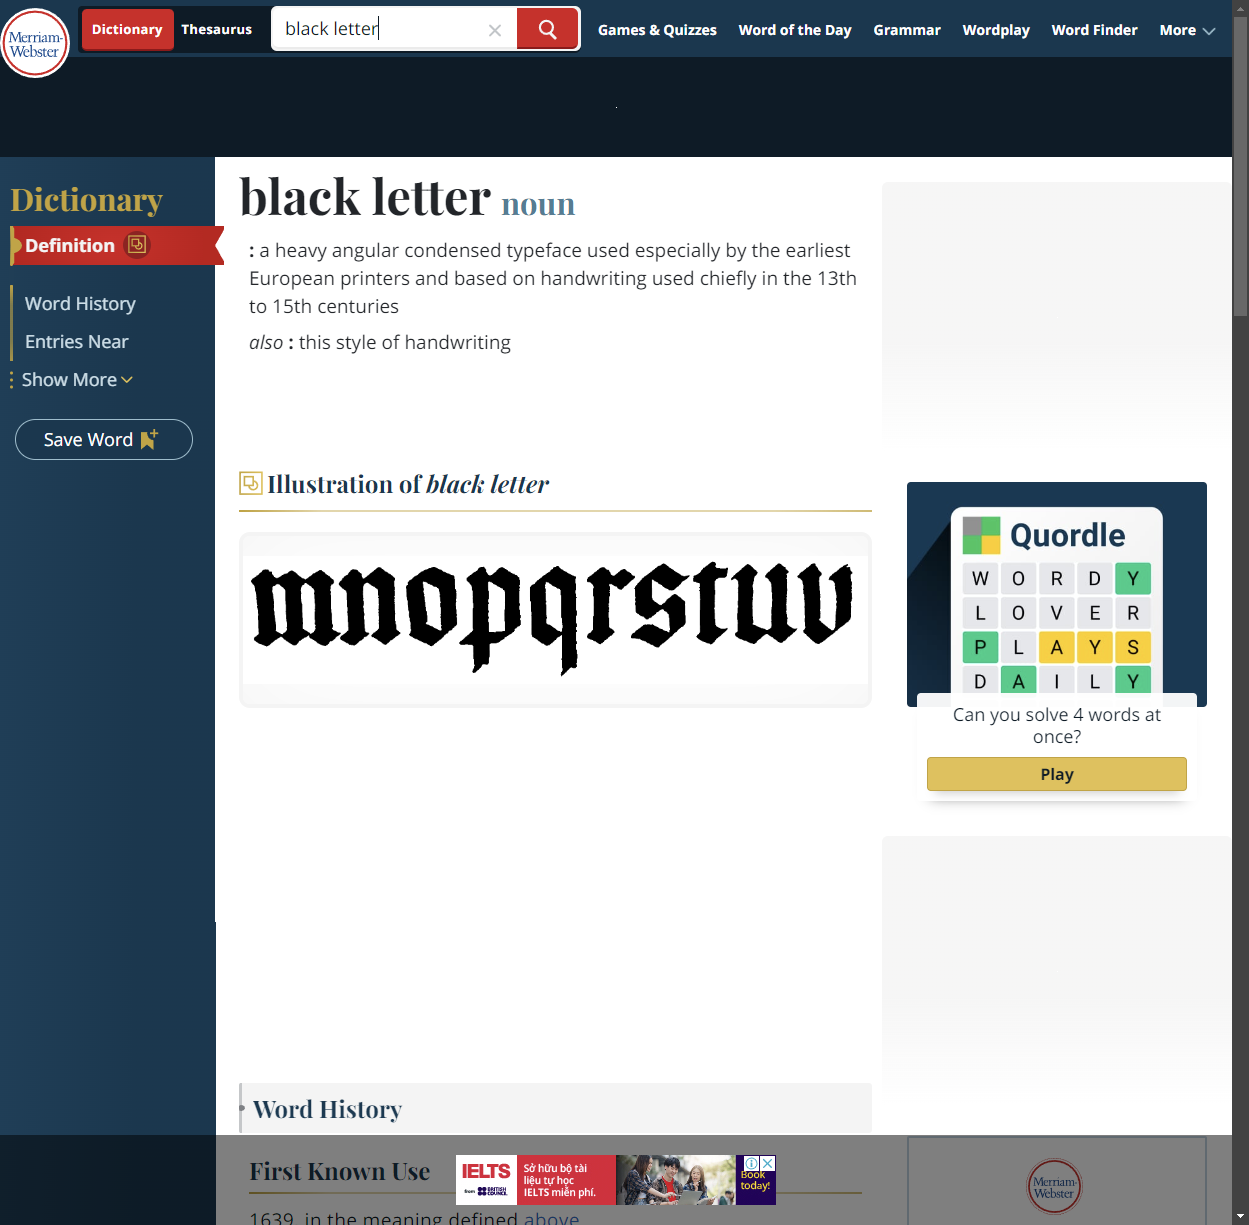 Merriam-
Webster
Dictionary
Thesaurus
black letter
Games & Quizzes
Word of the Day
Grammar
Wordplay
Word Finder
More
Dictionary
Definition
Word History
Entries Near
Show More
Save Word
black letter noun
: a heavy angular condensed typeface used especially by the earliest
European printers and based on handwriting used chiefly in the 13th
to 15th centuries
also : this style of handwriting
Illustration of black letter
mnopqrstuv
Quordle
W O R D Y
L O V E R
P L A Y S
D A I L Y
Can you solve 4 words at
once?
Play
Word History
First Known Use
1639, in the meaning defined above
IELTS
from BRITISH COUNCIL
Sở hữu bộ tài
liệu tự học
IELTS miễn phí.
Book
today!
Merriam-
Webster